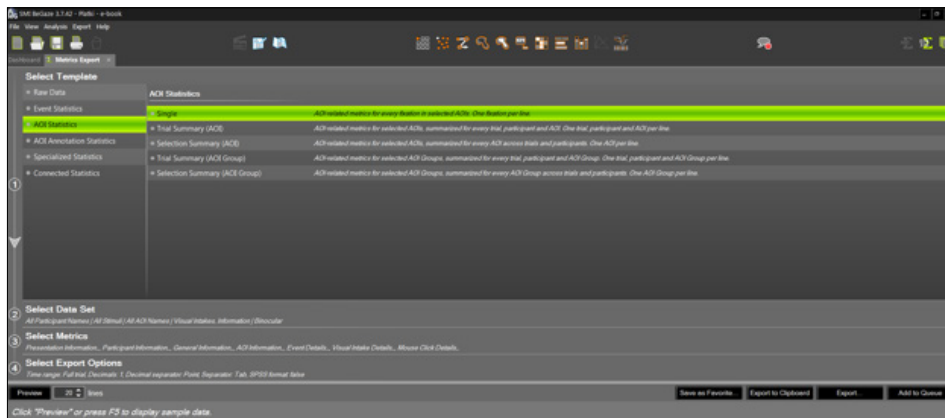 SMI BeGaze 3.7.42 - Matki - e-book
File View Analysis Export Help
Dashboard Metrics Export
Select Template
Raw Data
Event Statistics
AOI Statistics
AOI Annotation Statistics
Specialized Statistics
Connected Statistics
AOI Statistics
Single AOI-related metrics for every fixation in selected AOIs. One fixation per line.
Trial Summary (AOI) AOI-related metrics for selected AOIs, summarized for every trial, participant and AOI. One trial, participant and AOI per line.
Selection Summary (AOI) AOI-related metrics for selected AOIs, summarized for every AOI across trials and participants. One AOI per line.
Trial Summary (AOI Group) AOI-related metrics for selected AOI Groups, summarized for every trial, participant and AOI Group. One trial, participant and AOI Group per line.
Selection Summary (AOI Group) AOI-related metrics for selected AOI Groups, summarized for every AOI Group across trials and participants. One AOI Group per line.
1
2 Select Data Set
All Participant Names | All Stimuli | All AOI Names | Visual Intakes, Information | Binocular
3 Select Metrics
Presentation Information., Participant Information., General Information., AOI Information., Event Details., Visual Intake Details., Mouse Click Details.
4 Select Export Options
Time range: Full trial, Decimals: 1, Decimal separator: Point, Separator: Tab, SPSS format false
Preview 20 lines Save as Favorite... Export to Clipboard Export... Add to Queue
Click "Preview" or press F5 to display sample data.